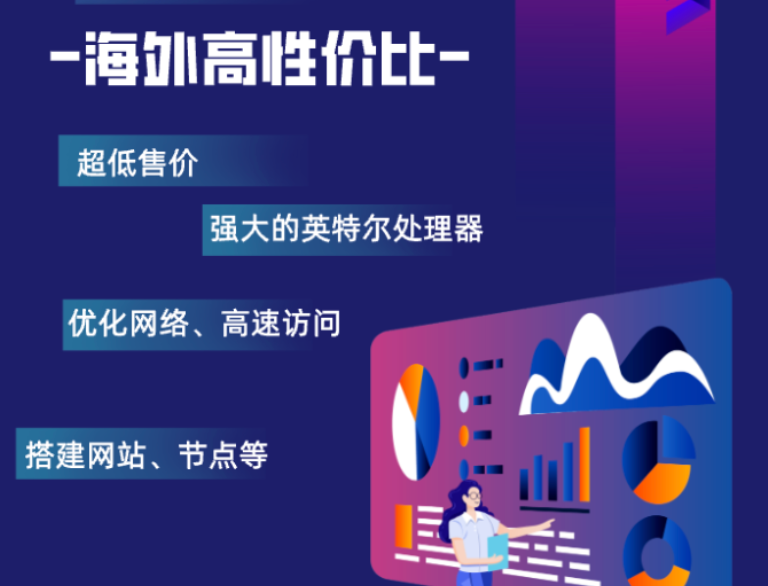 -海外高性价比-
超低售价
强大的英特尔处理器
优化网络、高速访问
搭建网站、节点等